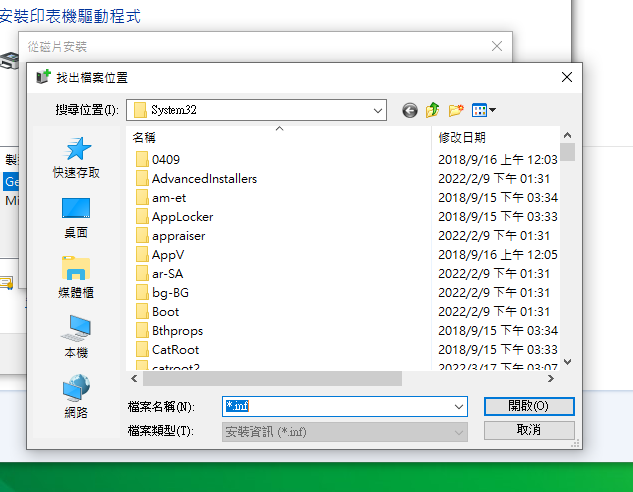 安裝印表機驅動程式
從磁片安裝
找出檔案位置
搜尋位置(I):
System32
名稱
修改日期
0409
2018/9/16 上午 12:03
AdvancedInstallers
2022/2/9 下午 01:31
am-et
2018/9/15 下午 03:34
AppLocker
2018/9/15 下午 03:33
appraiser
2022/2/9 下午 01:31
AppV
2018/9/16 上午 12:05
ar-SA
2022/2/9 下午 01:31
bg-BG
2022/2/9 下午 01:31
Boot
2022/2/9 下午 01:31
Bthprops
2018/9/15 下午 03:34
CatRoot
2018/9/15 下午 03:33
catroot2
2022/3/17 下午 03:07
快速存取
桌面
媒體櫃
本機
網路
製
Ge
Mi
檔案名稱(N):
*.inf
開啟(O)
檔案類型(T):
安裝資訊 (*.inf)
取消